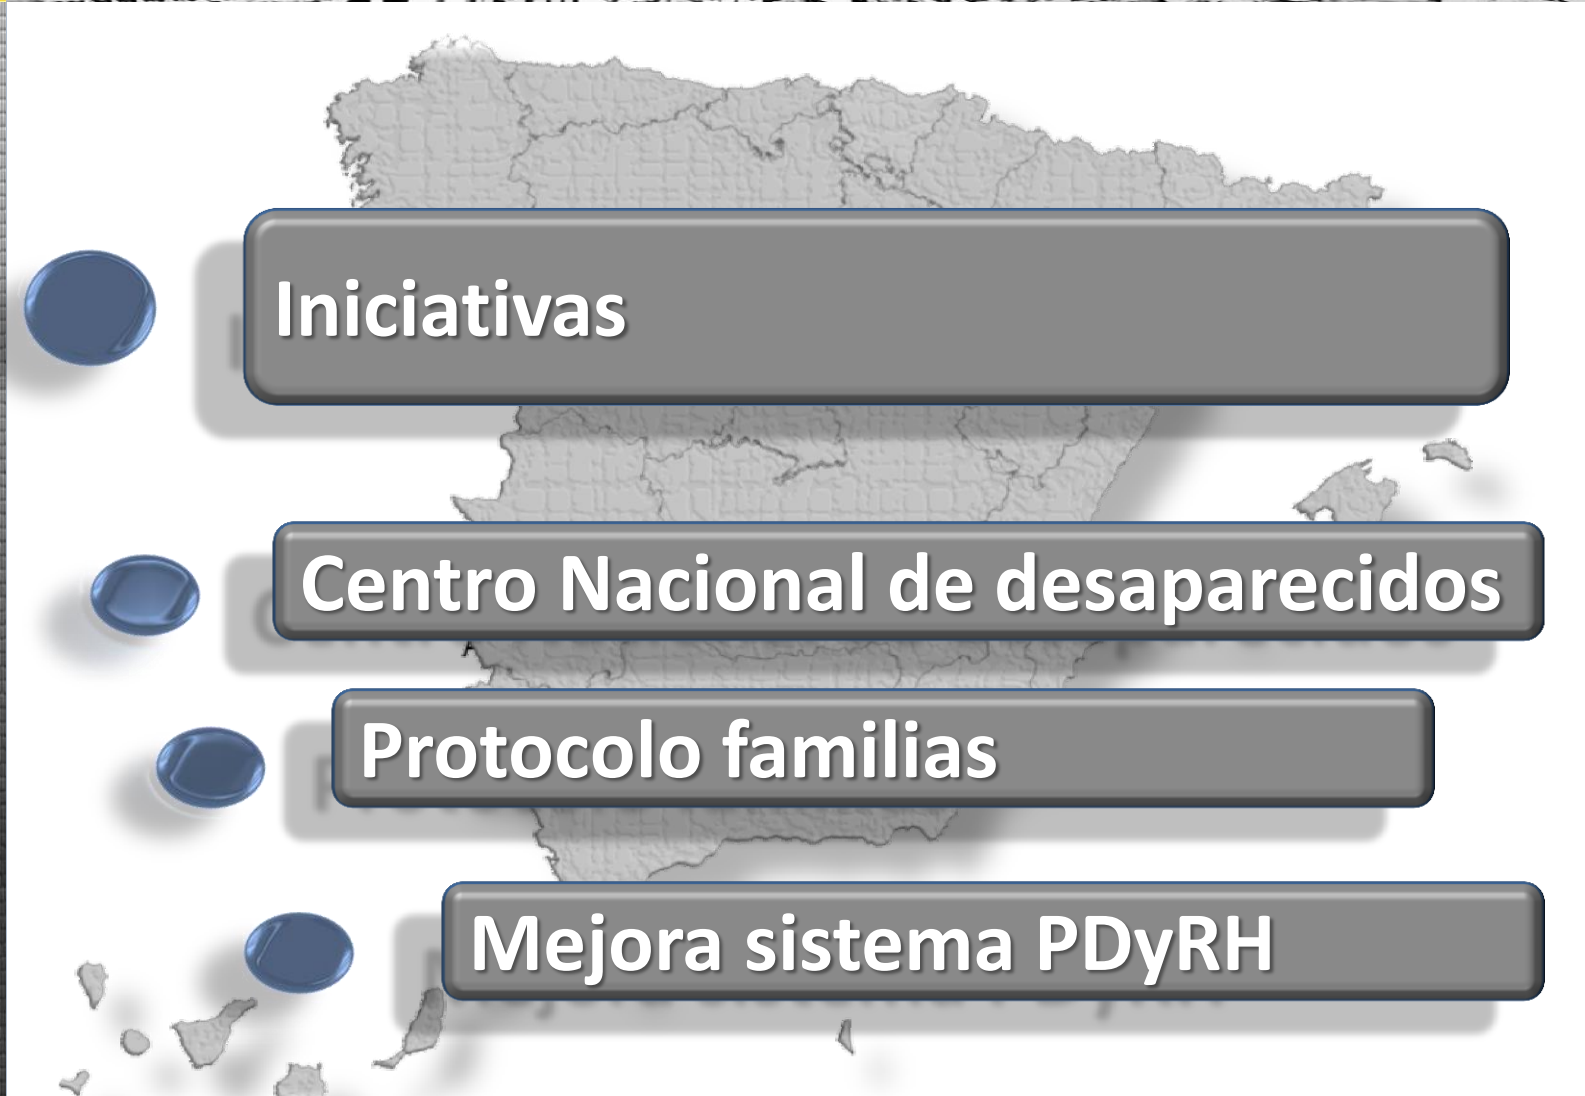 Iniciativas
Centro Nacional de desaparecidos
Protocolo familias
Mejora sistema PDyRH